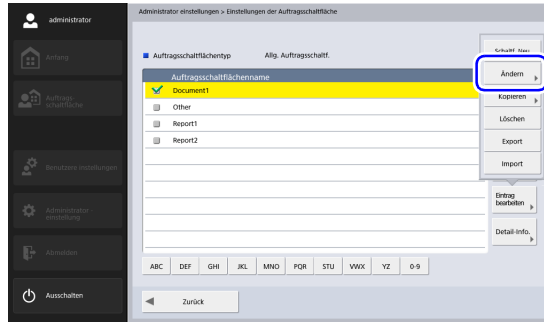 administrator
Administrator einstellungen > Einstellungen der Auftragsschaltfläche
Anfang
Auftrags-
schaltfläche
Benutzere instellungen
Administrator -
einstellung
Abmelden
Ausschalten
Auftragsschaltflächentyp Allg. Auftragsschaltf.
Auftragsschaltflächenname
Document1
Other
Report1
Report2
Schaltf. Neu
Ändern
Kopieren
Löschen
Export
Import
Eintrag
bearbeiten
Detail-Info.
ABC DEF GHI JKL MNO PQR STU VWX YZ 0-9
Zurück